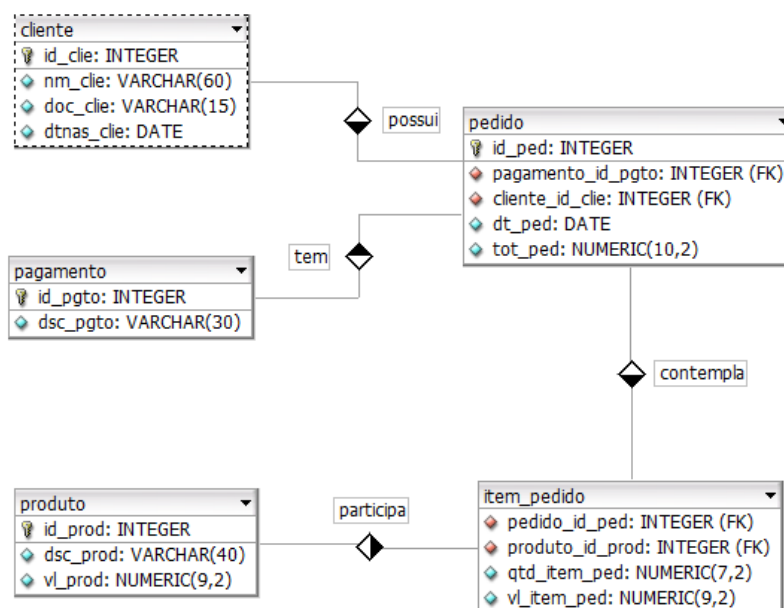 cliente
id_clie: INTEGER
nm_clie: VARCHAR(60)
doc_clie: VARCHAR(15)
dtnas_clie: DATE
possui
pedido
id_ped: INTEGER
pagamento_id_pgto: INTEGER (FK)
cliente_id_clie: INTEGER (FK)
dt_ped: DATE
tot_ped: NUMERIC(10,2)
tem
pagamento
id_pgto: INTEGER
dsc_pgto: VARCHAR(30)
contempla
produto
id_prod: INTEGER
dsc_prod: VARCHAR(40)
vl_prod: NUMERIC(9,2)
participa
item_pedido
pedido_id_ped: INTEGER (FK)
produto_id_prod: INTEGER (FK)
qtd_item_ped: NUMERIC(7,2)
vl_item_ped: NUMERIC(9,2)